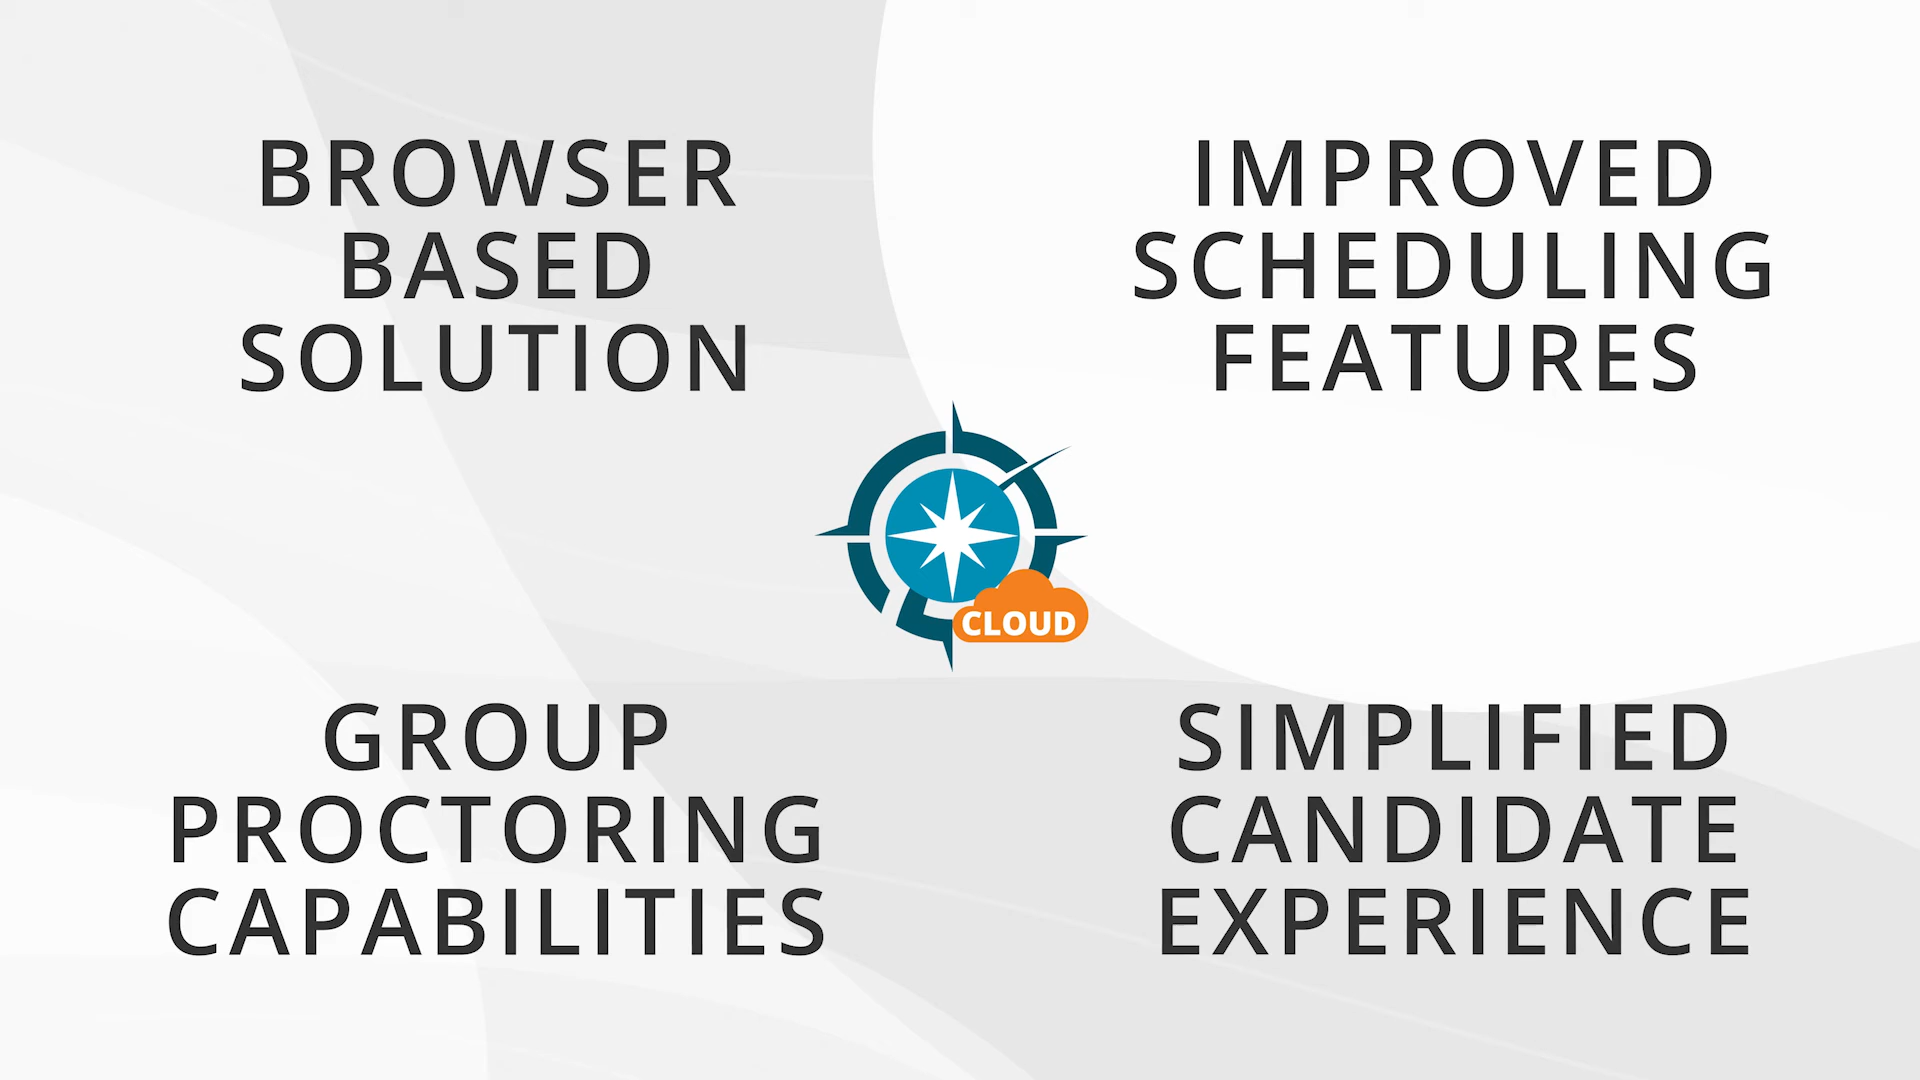 BROWSER
BASED
SOLUTION
IMPROVED
SCHEDULING
FEATURES
CLOUD
GROUP
PROCTORING
CAPABILITIES
SIMPLIFIED
CANDIDATE
EXPERIENCE